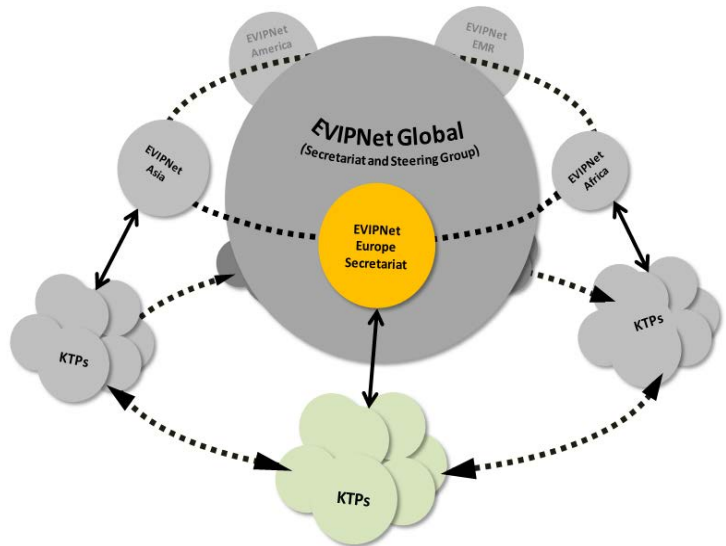 EVIPNet
America
EVIPNet
EMR
EVIPNet Global
(Secretariat and Steering Group)
EVIPNet
Asia
EVIPNet
Africa
EVIPNet
Europe
Secretariat
KTPs
KTPs
KTPs